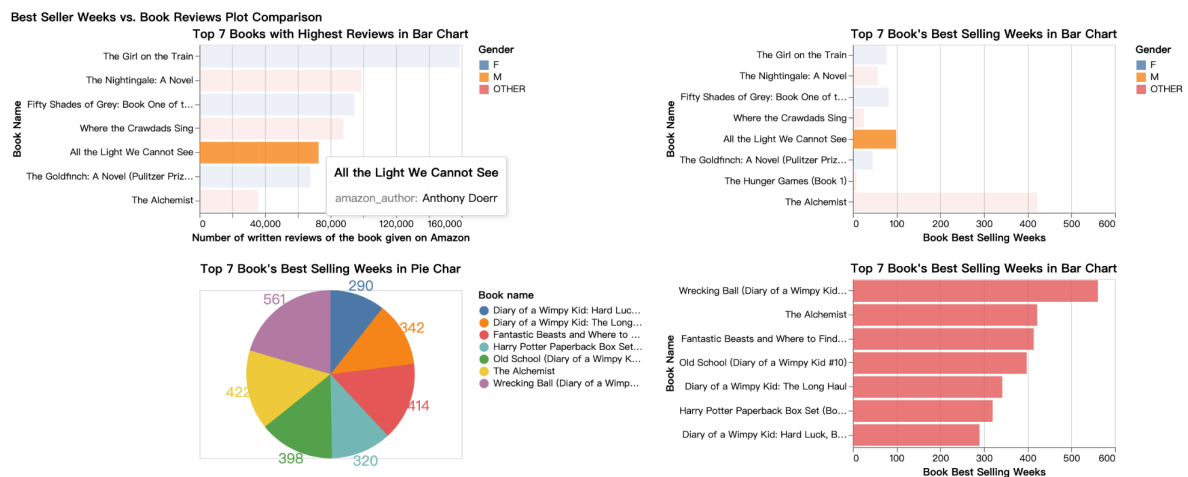 Best Seller Weeks vs. Book Reviews Plot Comparison
Top 7 Books with Highest Reviews in Bar Chart
Book Name
The Girl on the Train
The Nightingale: A Novel
Fifty Shades of Grey: Book One of t...
Where the Crawdads Sing
All the Light We Cannot See
The Goldfinch: A Novel (Pulitzer Priz...
The Alchemist
0 40,000 80,000 120,000 160,000
Number of written reviews of the book given on Amazon
Gender
F
M
OTHER
All the Light We Cannot See
amazon_author: Anthony Doerr
Top 7 Book's Best Selling Weeks in Bar Chart
Book Name
The Girl on the Train
The Nightingale: A Novel
Fifty Shades of Grey: Book One of t...
Where the Crawdads Sing
All the Light We Cannot See
The Goldfinch: A Novel (Pulitzer Priz...
The Hunger Games (Book 1)
The Alchemist
0 100 200 300 400 500 600
Book Best Selling Weeks
Gender
F
M
OTHER
Top 7 Book's Best Selling Weeks in Pie Char
290
342
414
320
398
422
561
Book name
Diary of a Wimpy Kid: Hard Luc...
Diary of a Wimpy Kid: The Long...
Fantastic Beasts and Where to ...
Harry Potter Paperback Box Set...
Old School (Diary of a Wimpy K...
The Alchemist
Wrecking Ball (Diary of a Wimp...
Top 7 Book's Best Selling Weeks in Bar Chart
Book Name
Wrecking Ball (Diary of a Wimpy Kid...
The Alchemist
Fantastic Beasts and Where to Find...
Old School (Diary of a Wimpy Kid #10)
Diary of a Wimpy Kid: The Long Haul
Harry Potter Paperback Box Set (Bo...
Diary of a Wimpy Kid: Hard Luck, B...
0 100 200 300 400 500 600
Book Best Selling Weeks